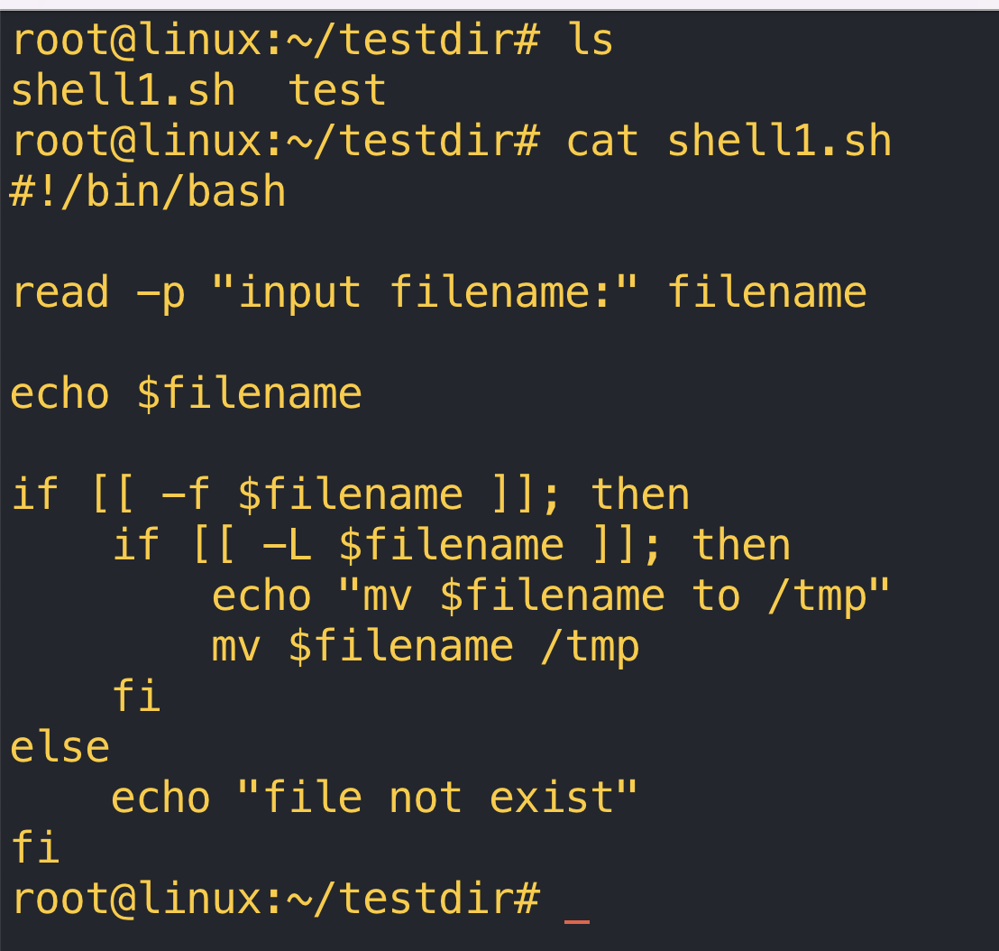 root@linux:~/testdir# ls
shell1.sh  test
root@linux:~/testdir# cat shell1.sh
#!/bin/bash

read -p "input filename:" filename

echo $filename

if [[ -f $filename ]]; then
    if [[ -L $filename ]]; then
        echo "mv $filename to /tmp"
        mv $filename /tmp
    fi
else
    echo "file not exist"
fi
root@linux:~/testdir# _